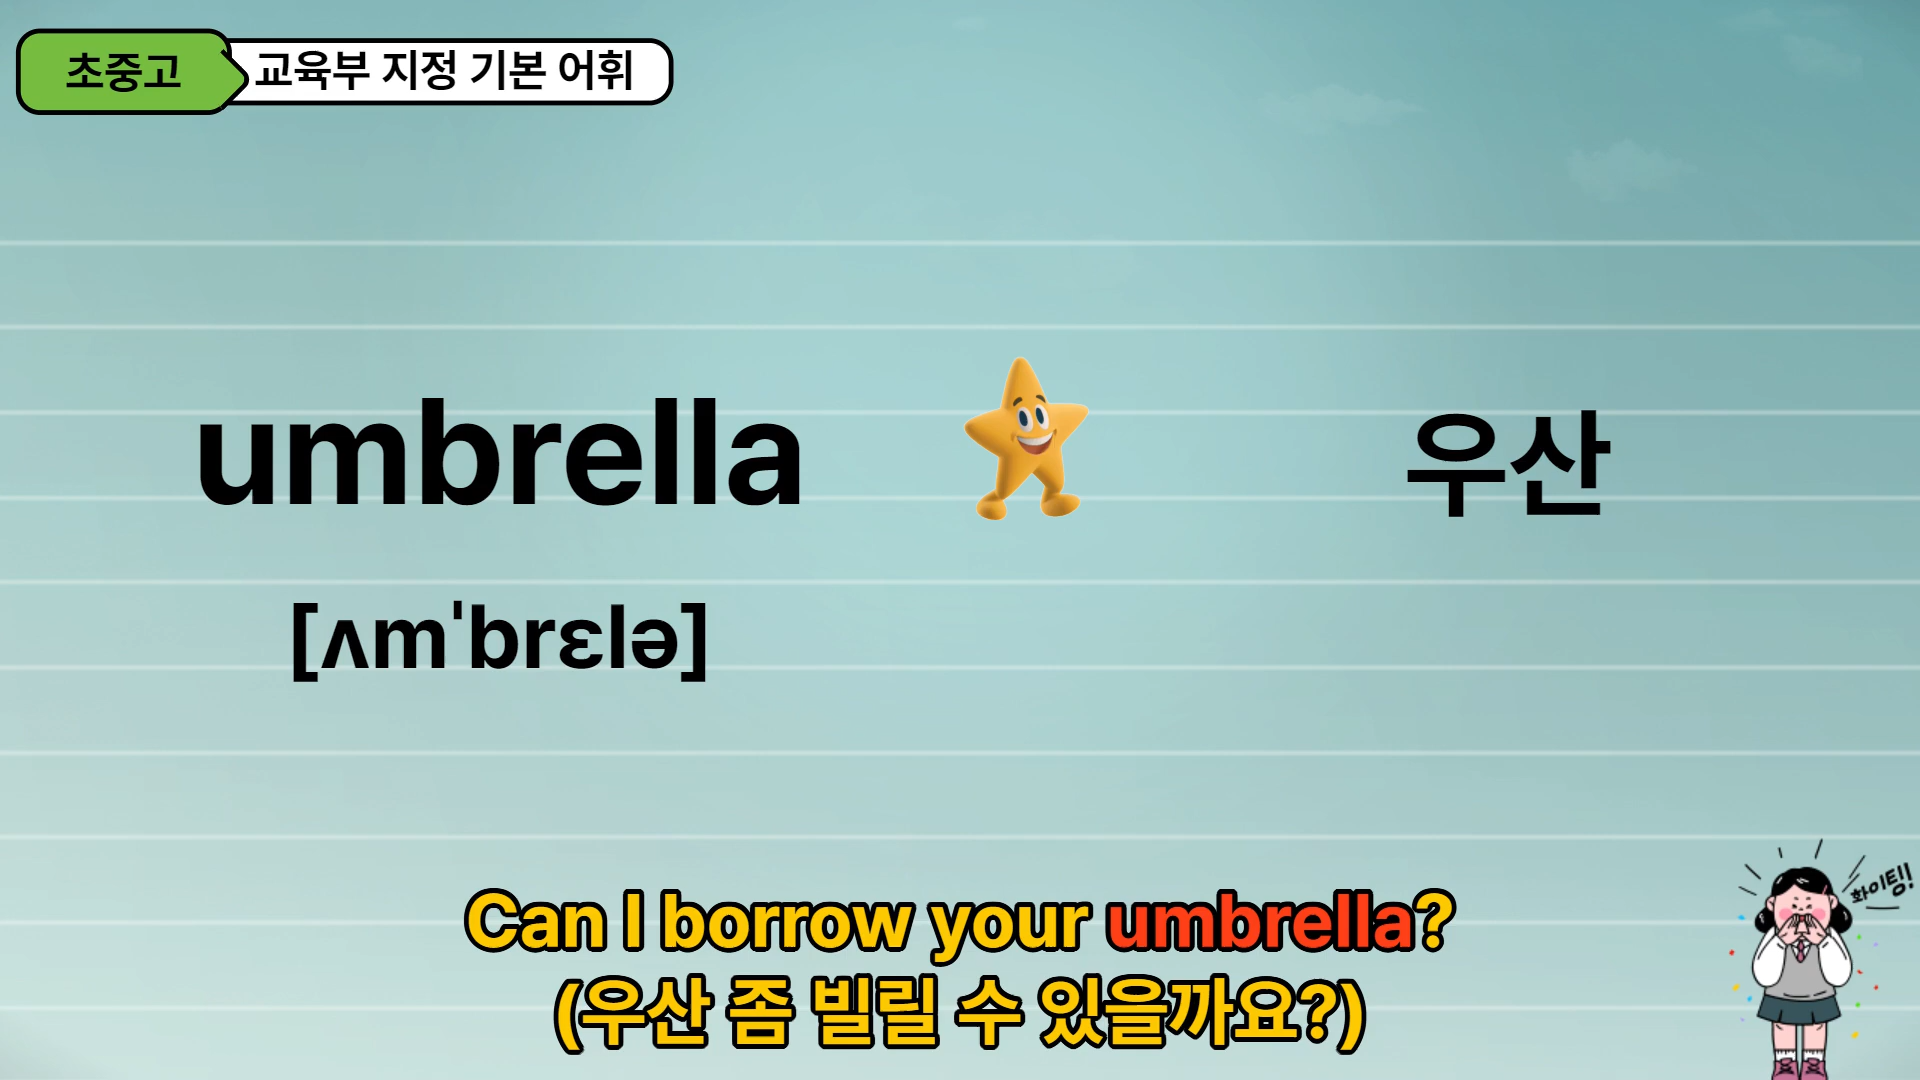 초중고 교육부 지정 기본 어휘
umbrella 우산
[ʌmˈbrɛlə]
화이팅!
Can I borrow your umbrella?
(우산 좀 빌릴 수 있을까요?)